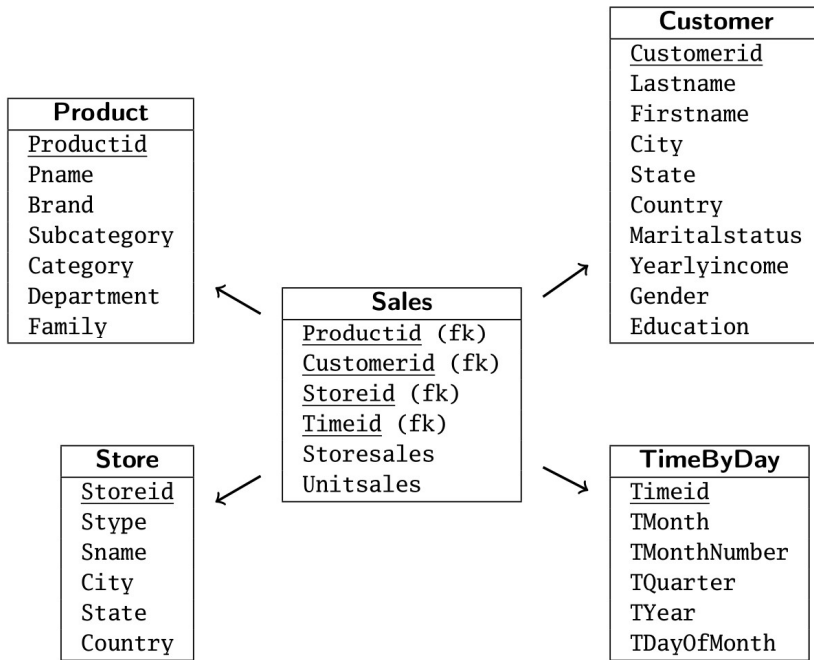 Customer
Customerid
Lastname
Firstname
City
State
Country
Maritalstatus
Yearlyincome
Gender
Education
Product
Productid
Pname
Brand
Subcategory
Category
Department
Family
Sales
Productid (fk)
Customerid (fk)
Storeid (fk)
Timeid (fk)
Storesales
Unitsales
Store
Storeid
Stype
Sname
City
State
Country
TimeByDay
Timeid
TMonth
TMonthNumber
TQuarter
TYear
TDayOfMonth